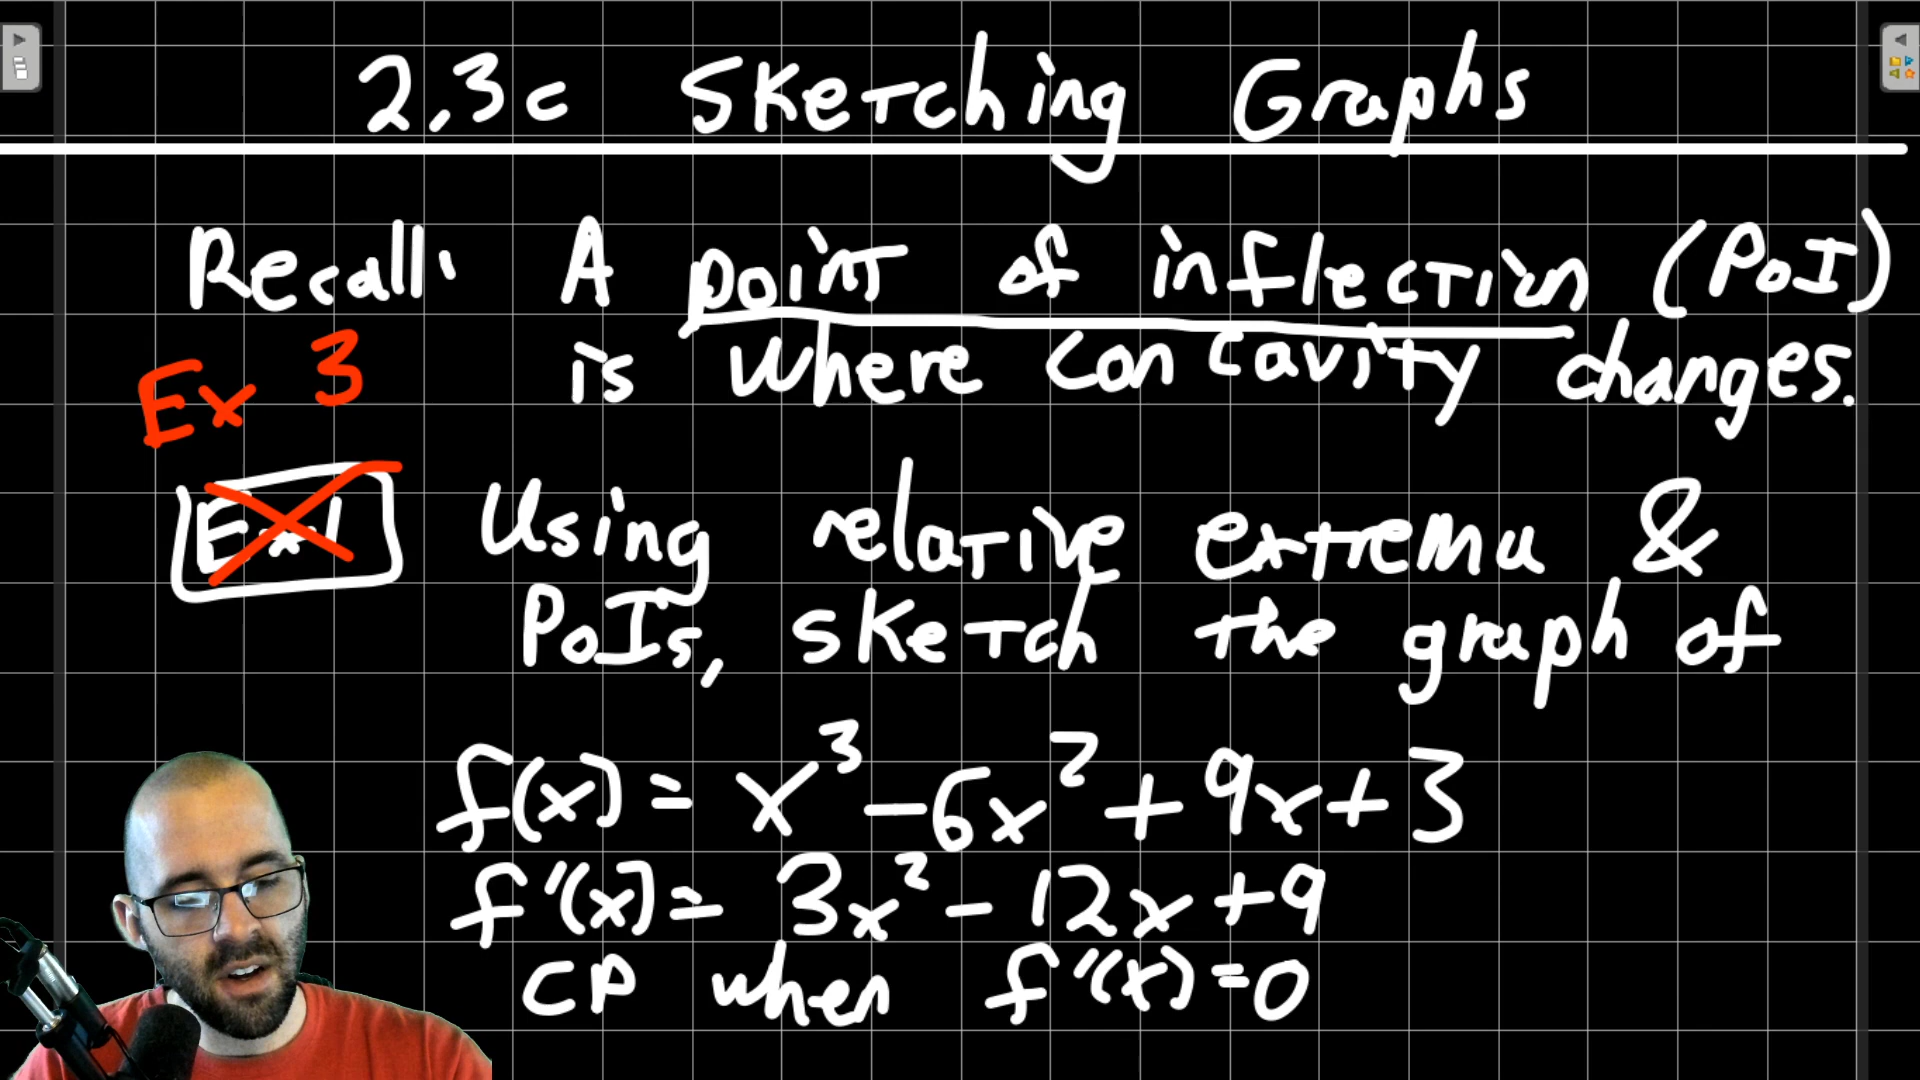 2.3c Sketching Graphs
Recall: A point of inflection (PoI)
is where concavity changes.
Ex 3
Ex 1 Using relative extrema &
PoIs, sketch the graph of
f(x) = x³ - 6x² + 9x + 3
f'(x) = 3x² - 12x + 9
CP when f'(x) = 0